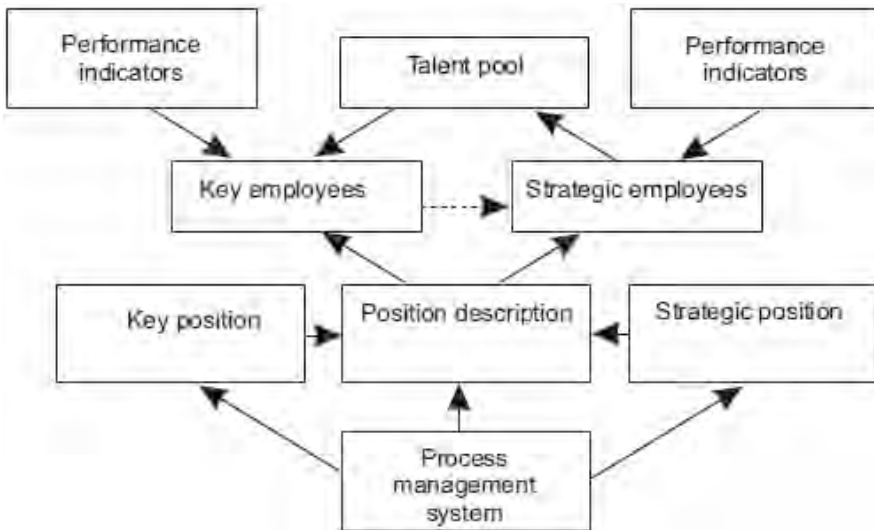 Performance
indicators
Talent pool
Performance
indicators
Key employees
Strategic employees
Key position
Position description
Strategic position
Process
management
system